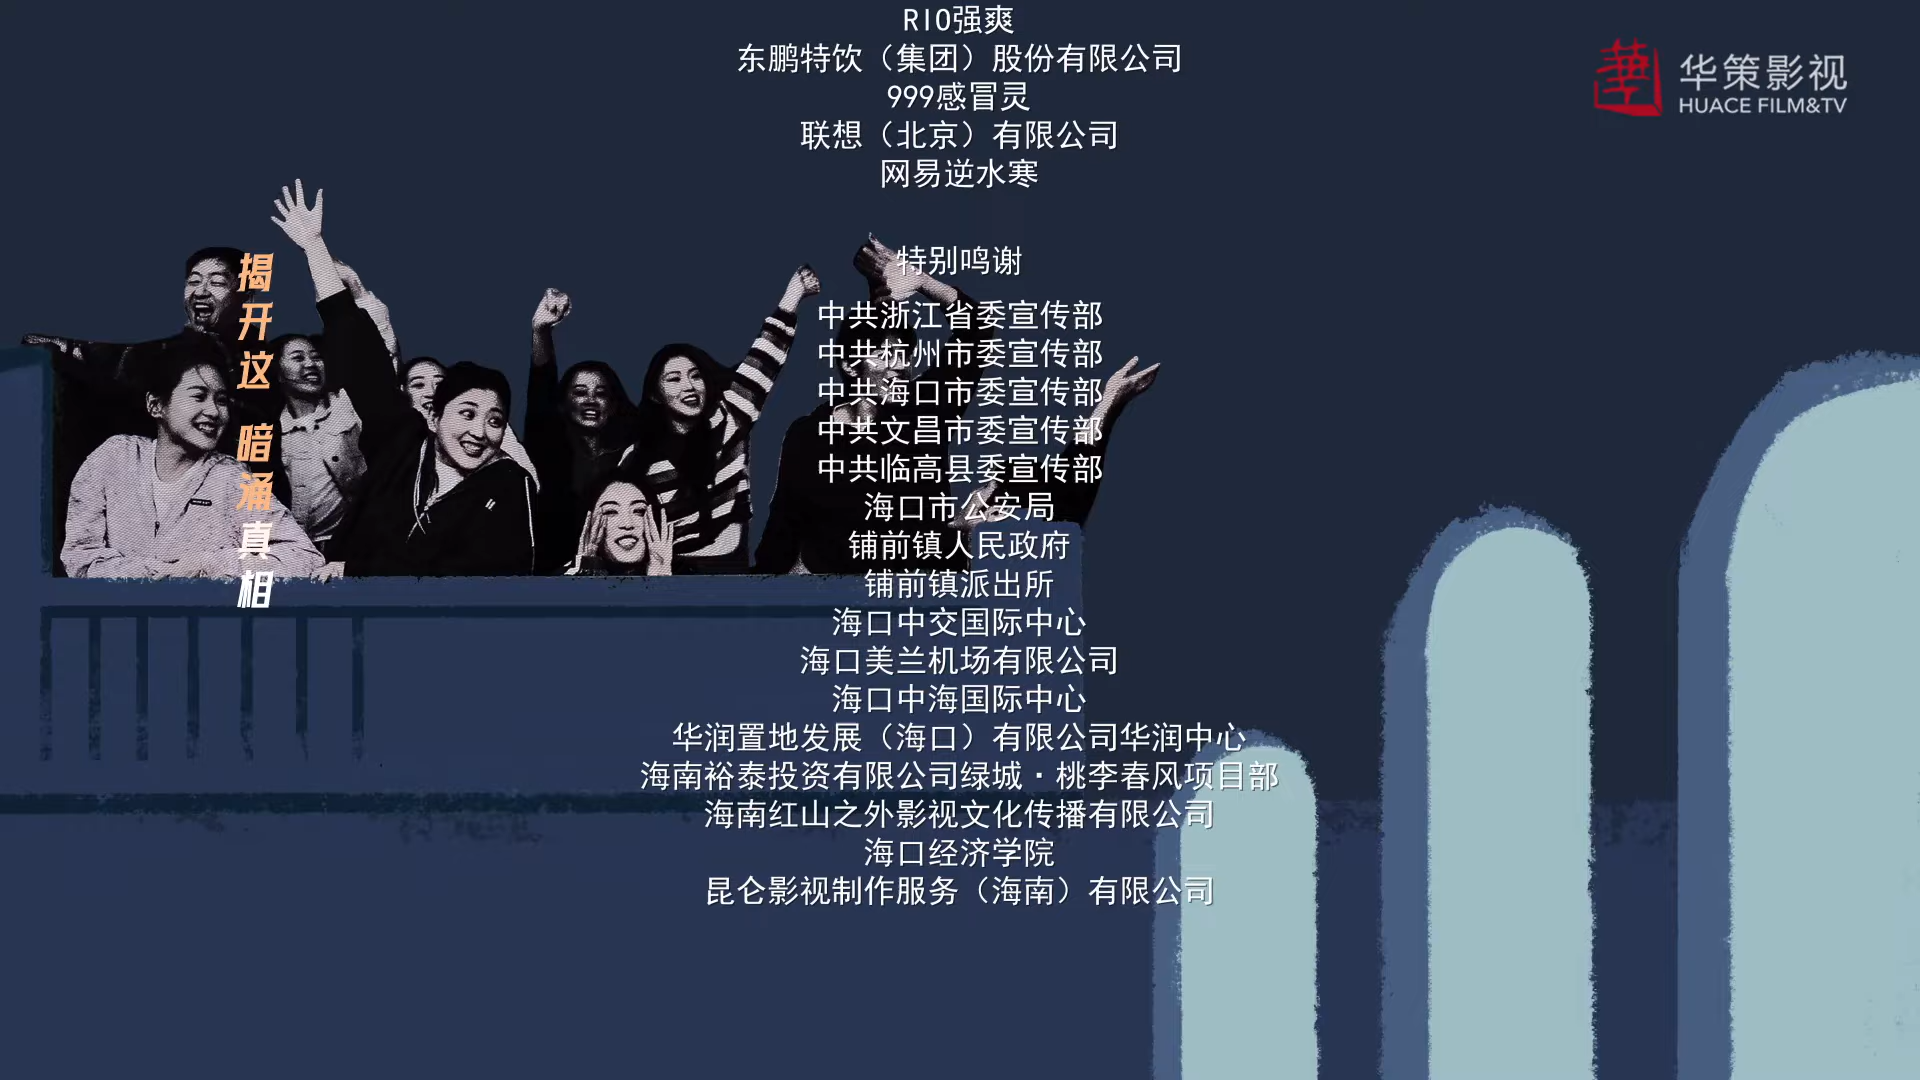 RIO强爽
东鹏特饮（集团）股份有限公司
999感冒灵
联想（北京）有限公司
网易逆水寒
特别鸣谢
中共浙江省委宣传部
中共杭州市委宣传部
中共海口市委宣传部
中共文昌市委宣传部
中共临高县委宣传部
海口市公安局
铺前镇人民政府
铺前镇派出所
海口中交国际中心
海口美兰机场有限公司
海口中海国际中心
华润置地发展（海口）有限公司华润中心
海南裕泰投资有限公司绿城·桃李春风项目部
海南红山之外影视文化传播有限公司
海口经济学院
昆仑影视制作服务（海南）有限公司
揭开这 暗涌真相
华策影视
HUACE FILM&TV